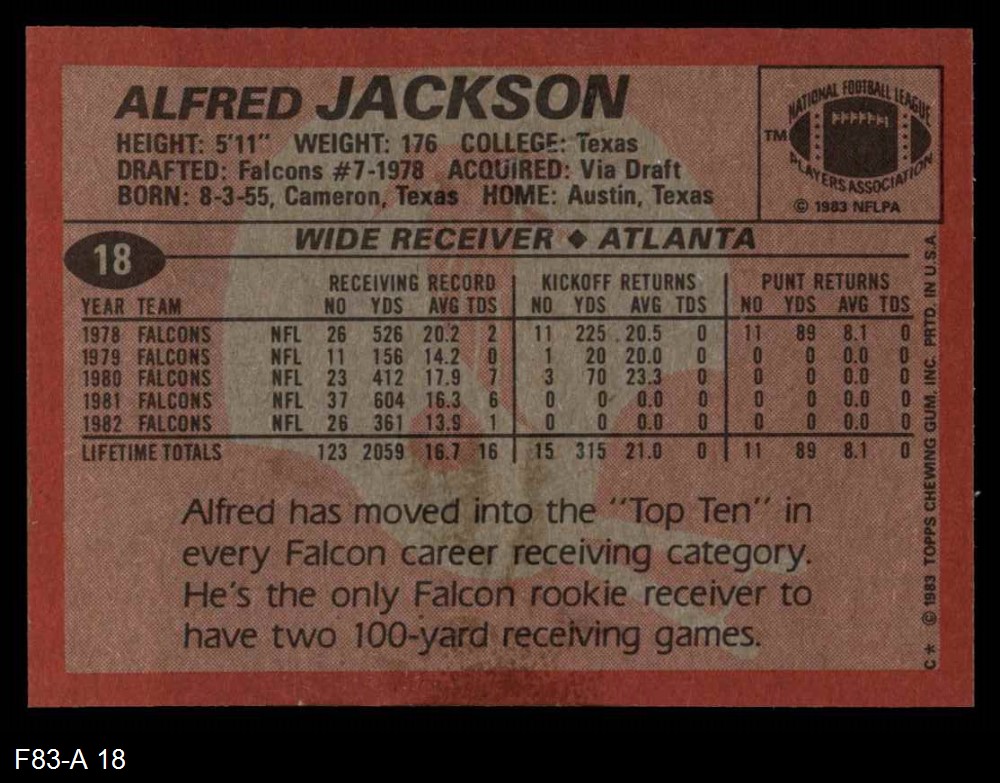 ALFRED JACKSON
HEIGHT: 5'11" WEIGHT: 176 COLLEGE: Texas
DRAFTED: Falcons #7-1978 ACQUIRED: Via Draft
BORN: 8-3-55, Cameron, Texas HOME: Austin, Texas
NATIONAL FOOTBALL LEAGUE
TM
PLAYERS ASSOCIATION
© 1983 NFLPA
18
WIDE RECEIVER ◆ ATLANTA
RECEIVING RECORD KICKOFF RETURNS PUNT RETURNS
YEAR TEAM NO YDS AVG TDS NO YDS AVG TDS NO YDS AVG TDS
1978 FALCONS NFL 26 526 20.2 2 11 225 20.5 0 11 89 8.1 0
1979 FALCONS NFL 11 156 14.2 0 1 20 20.0 0 0 0 0.0 0
1980 FALCONS NFL 23 412 17.9 7 3 70 23.3 0 0 0 0.0 0
1981 FALCONS NFL 37 604 16.3 6 0 0 0.0 0 0 0 0.0 0
1982 FALCONS NFL 26 361 13.9 1 0 0 0.0 0 0 0 0.0 0
LIFETIME TOTALS 123 2059 16.7 16 15 315 21.0 0 11 89 8.1 0
Alfred has moved into the "Top Ten" in
every Falcon career receiving category.
He's the only Falcon rookie receiver to
have two 100-yard receiving games.
C* © 1983 TOPPS CHEWING GUM, INC. PRTD. IN U.S.A.
F83-A 18